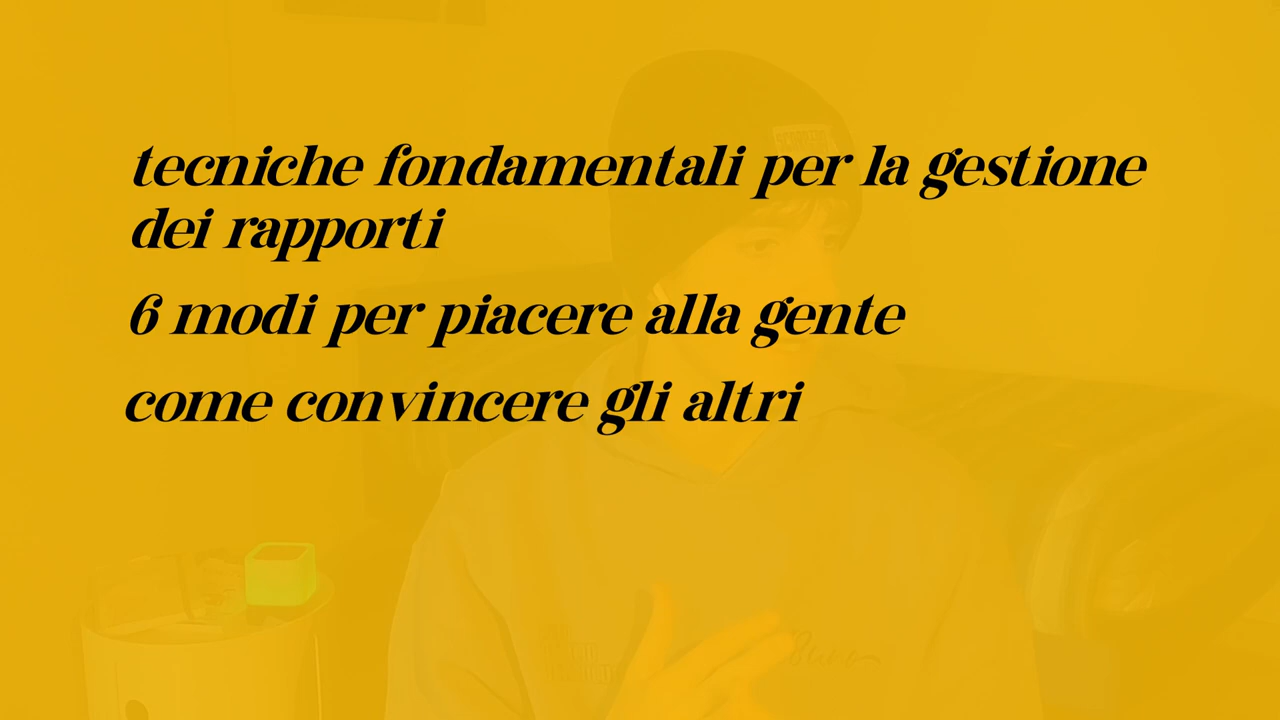 tecniche fondamentali per la gestione
dei rapporti
6 modi per piacere alla gente
come convincere gli altri